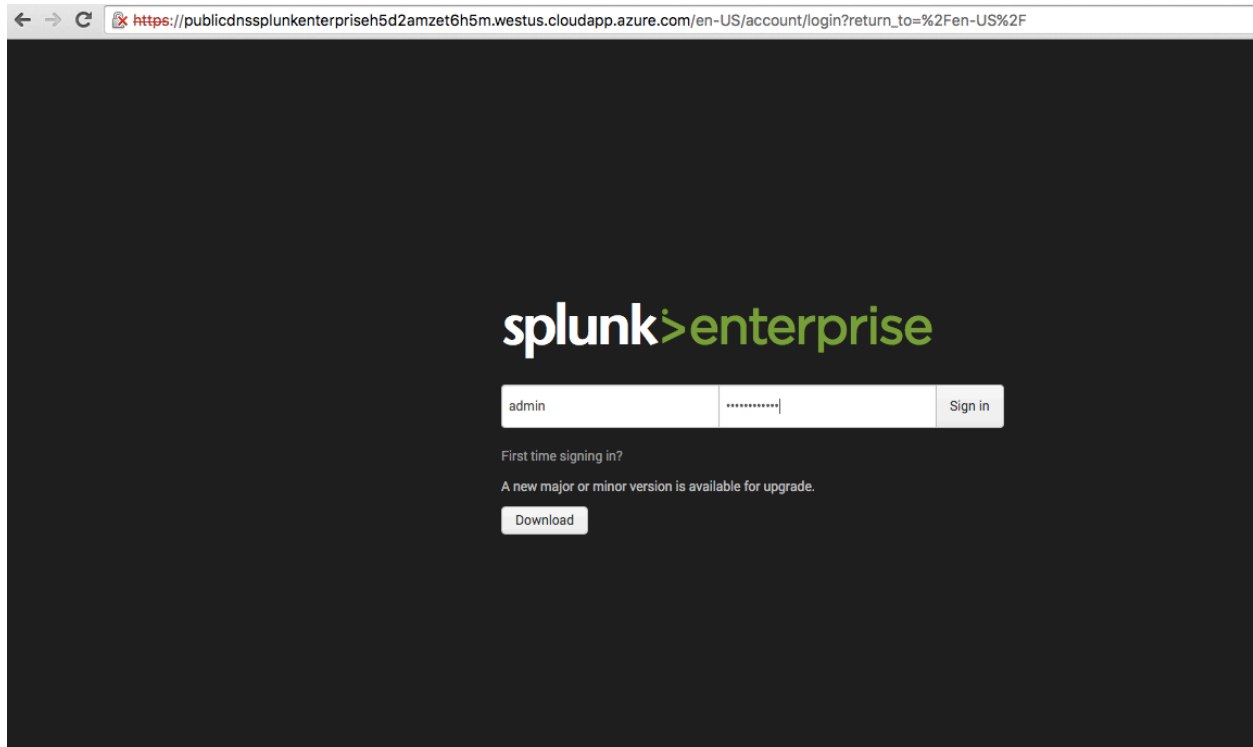 https://publicdnssplunkenterpriseh5d2amzet6h5m.westus.cloudapp.azure.com/en-US/account/login?return_to=%2Fen-US%2F
splunk>enterprise
admin ............ Sign in
First time signing in?
A new major or minor version is available for upgrade.
Download